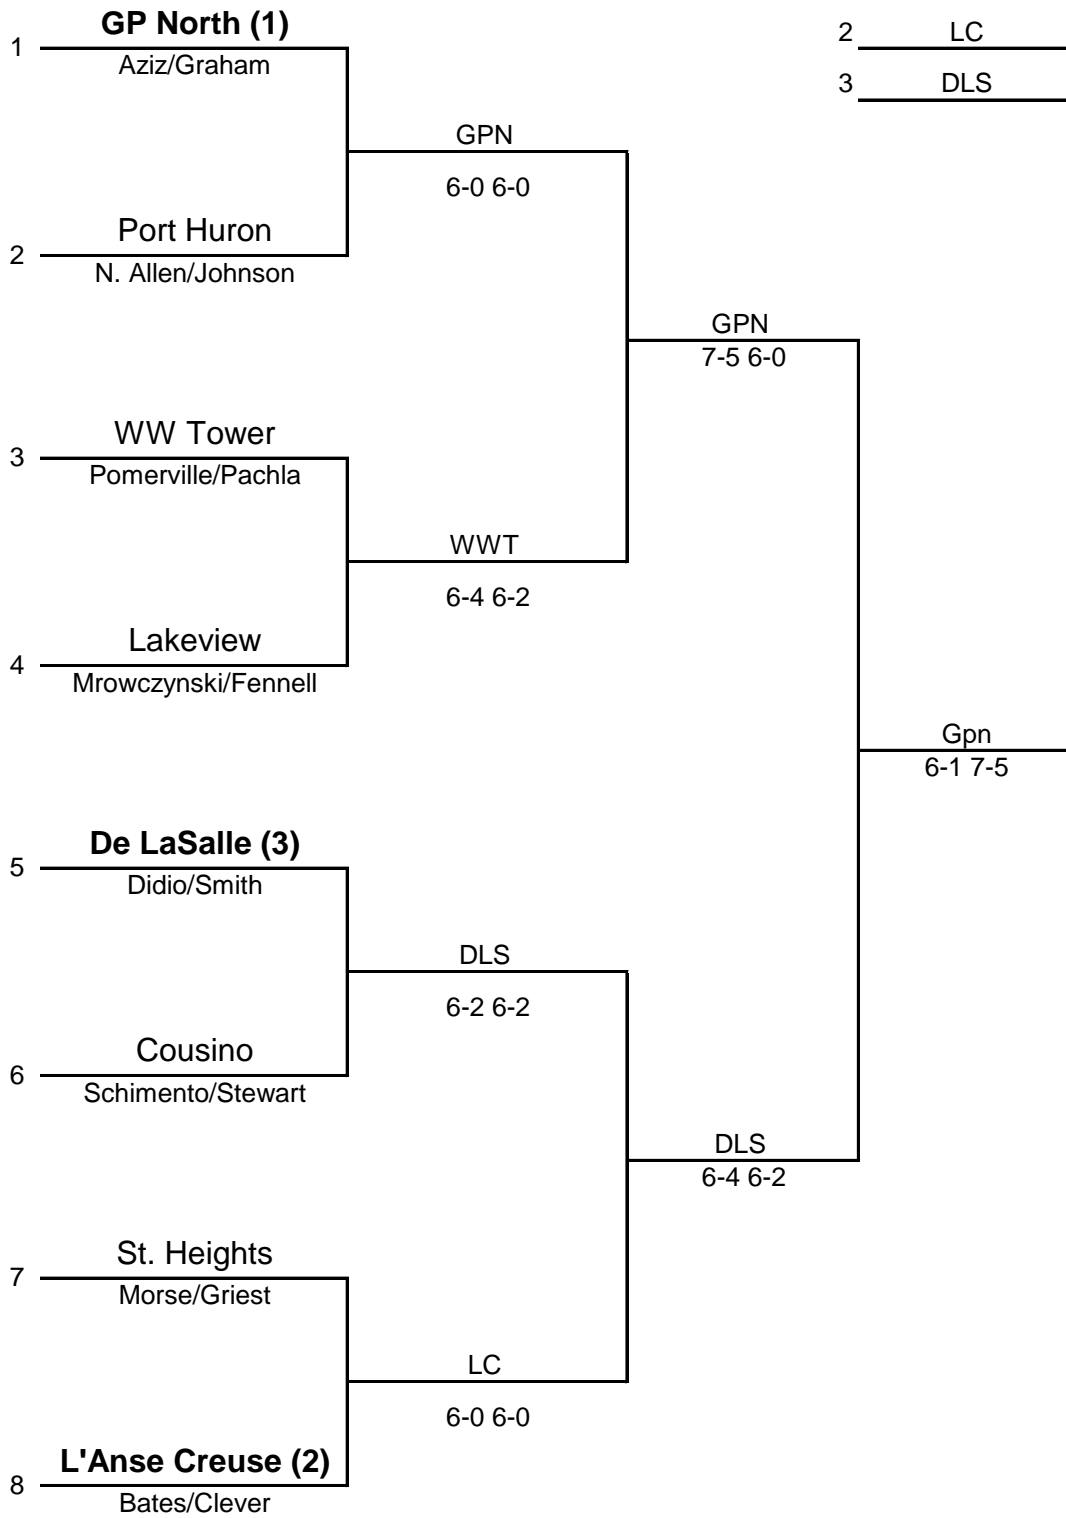 GP North (1)
1
Aziz/Graham
2 LC
3 DLS
GPN
6-0 6-0
Port Huron
2
N. Allen/Johnson
GPN
7-5 6-0
WW Tower
3
Pomerville/Pachla
WWT
6-4 6-2
Lakeview
4
Mrowczynski/Fennell
Gpn
6-1 7-5
De LaSalle (3)
5
Didio/Smith
DLS
6-2 6-2
Cousino
6
Schimento/Stewart
DLS
6-4 6-2
St. Heights
7
Morse/Griest
LC
6-0 6-0
L'Anse Creuse (2)
8
Bates/Clever